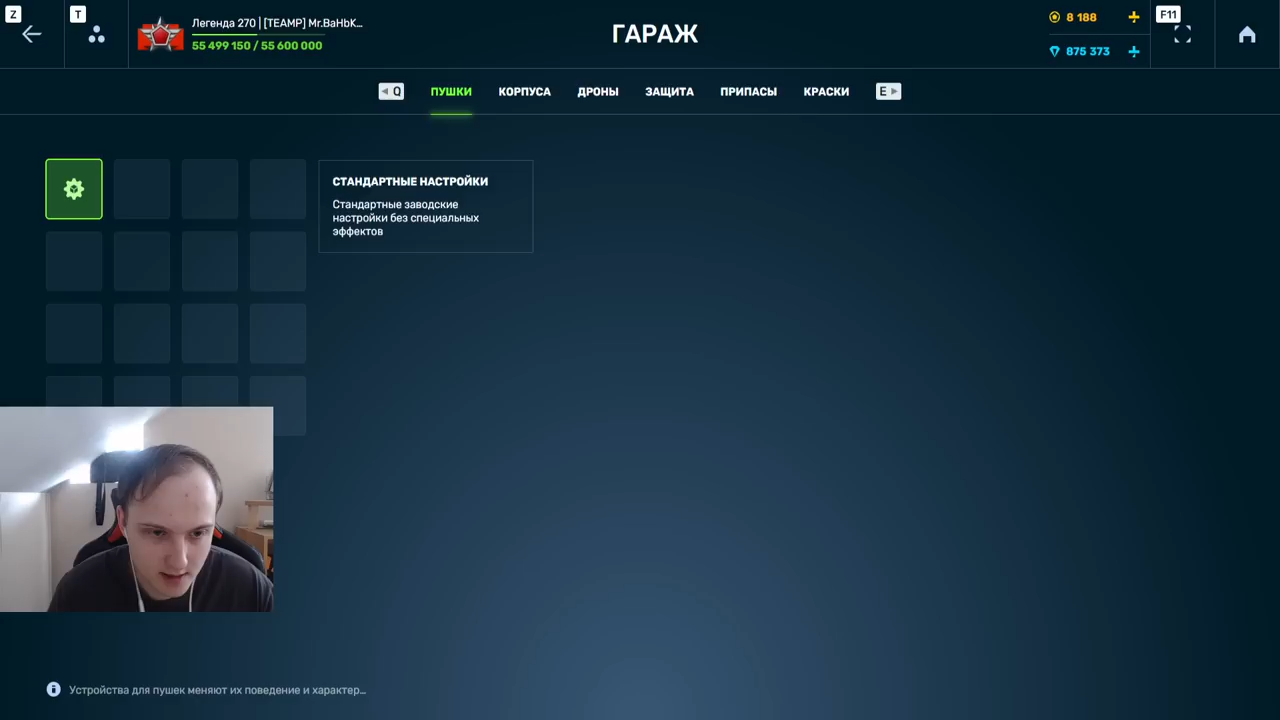 Z
T
Легенда 270 | [TEAMP] Mr.BaHbK...
55 499 150 / 55 600 000
ГАРАЖ
8 188
875 373
F11
Q
ПУШКИ
КОРПУСА
ДРОНЫ
ЗАЩИТА
ПРИПАСЫ
КРАСКИ
E
СТАНДАРТНЫЕ НАСТРОЙКИ
Стандартные заводские
настройки без специальных
эффектов
Устройства для пушек меняют их поведение и характер...